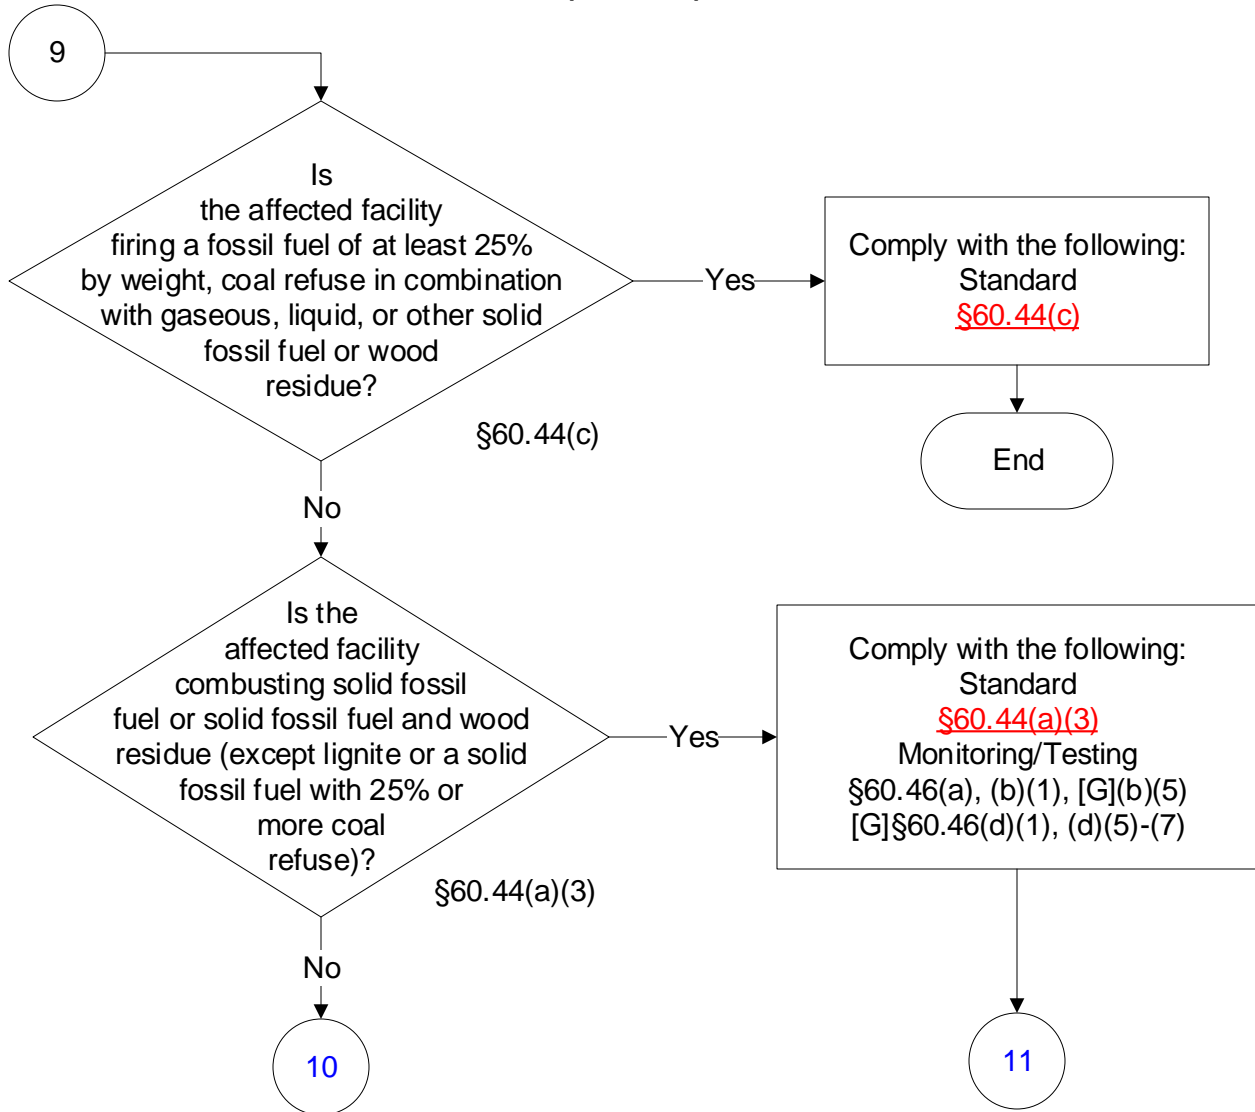 9
Is
the affected facility
firing a fossil fuel of at least 25%
by weight, coal refuse in combination
with gaseous, liquid, or other solid
fossil fuel or wood
residue?
§60.44(c)
Yes
Comply with the following:
Standard
§60.44(c)
End
No
Is the
affected facility
combusting solid fossil
fuel or solid fossil fuel and wood
residue (except lignite or a solid
fossil fuel with 25% or
more coal
refuse)?
§60.44(a)(3)
Yes
Comply with the following:
Standard
§60.44(a)(3)
Monitoring/Testing
§60.46(a), (b)(1), [G](b)(5)
[G]§60.46(d)(1), (d)(5)-(7)
No
10
11